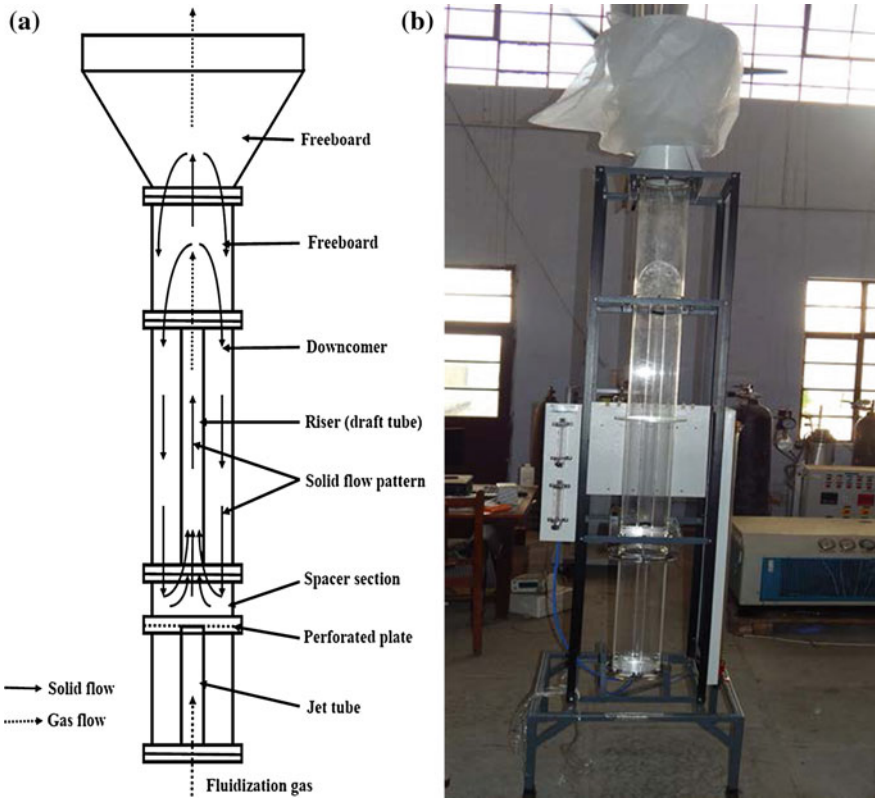 (a)
(b)
Freeboard
Freeboard
Downcomer
Riser (draft tube)
Solid flow pattern
Spacer section
Perforated plate
Jet tube
Solid flow
Gas flow
Fluidization gas